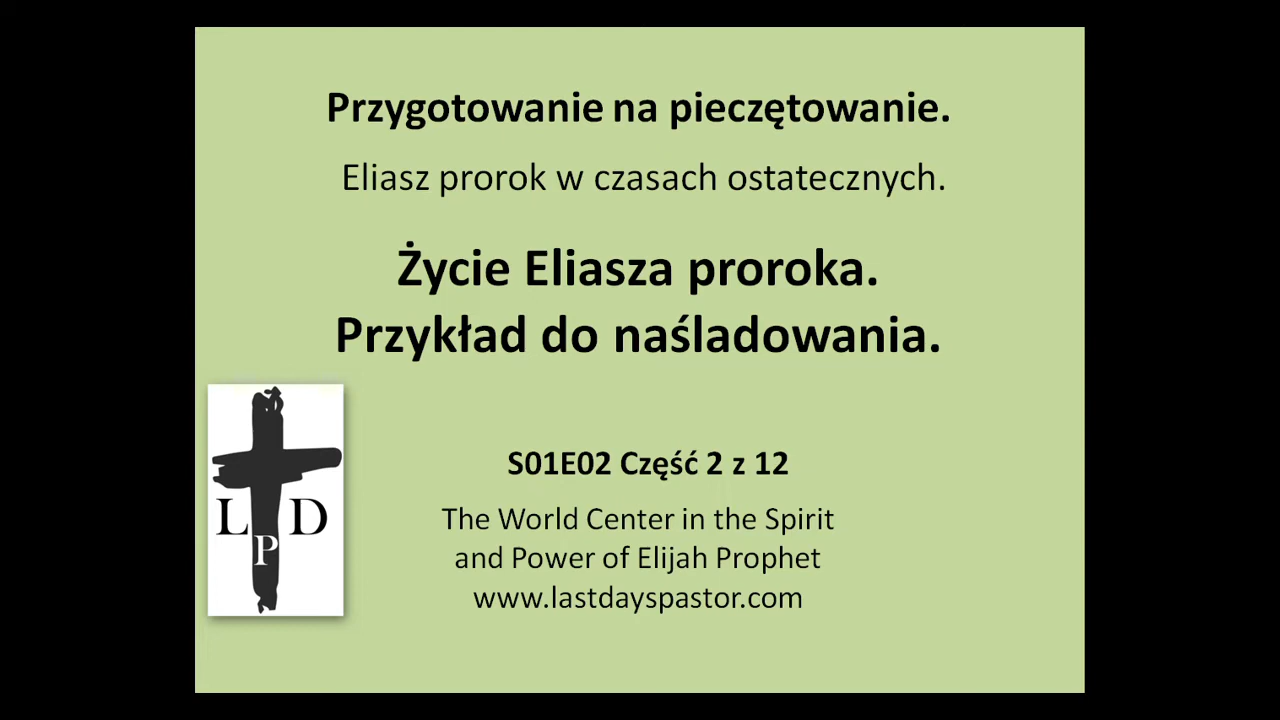 Przygotowanie na pieczętowanie.
Eliasz prorok w czasach ostatecznych.
Życie Eliasza proroka.
Przykład do naśladowania.
L D
P
S01E02 Część 2 z 12
The World Center in the Spirit
and Power of Elijah Prophet
www.lastdayspastor.com